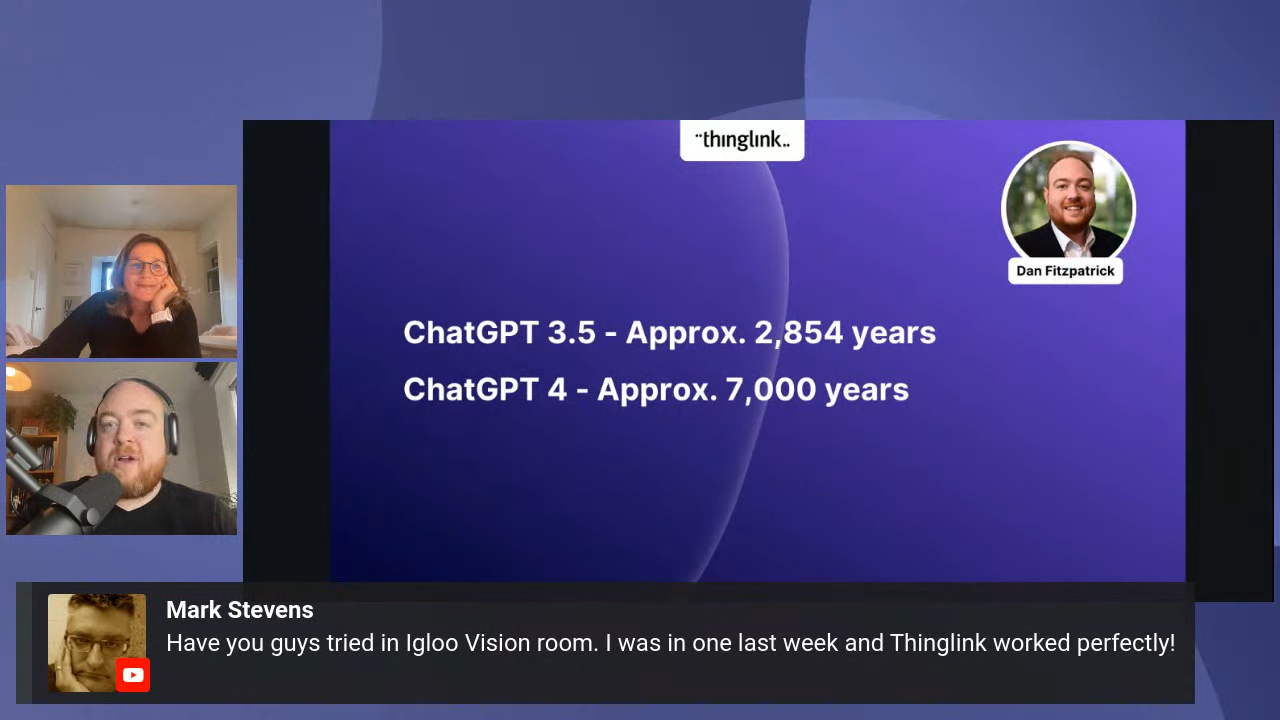 ¨thinglink..
Dan Fitzpatrick
ChatGPT 3.5 - Approx. 2,854 years
ChatGPT 4 - Approx. 7,000 years
Mark Stevens
Have you guys tried in Igloo Vision room. I was in one last week and Thinglink worked perfectly!